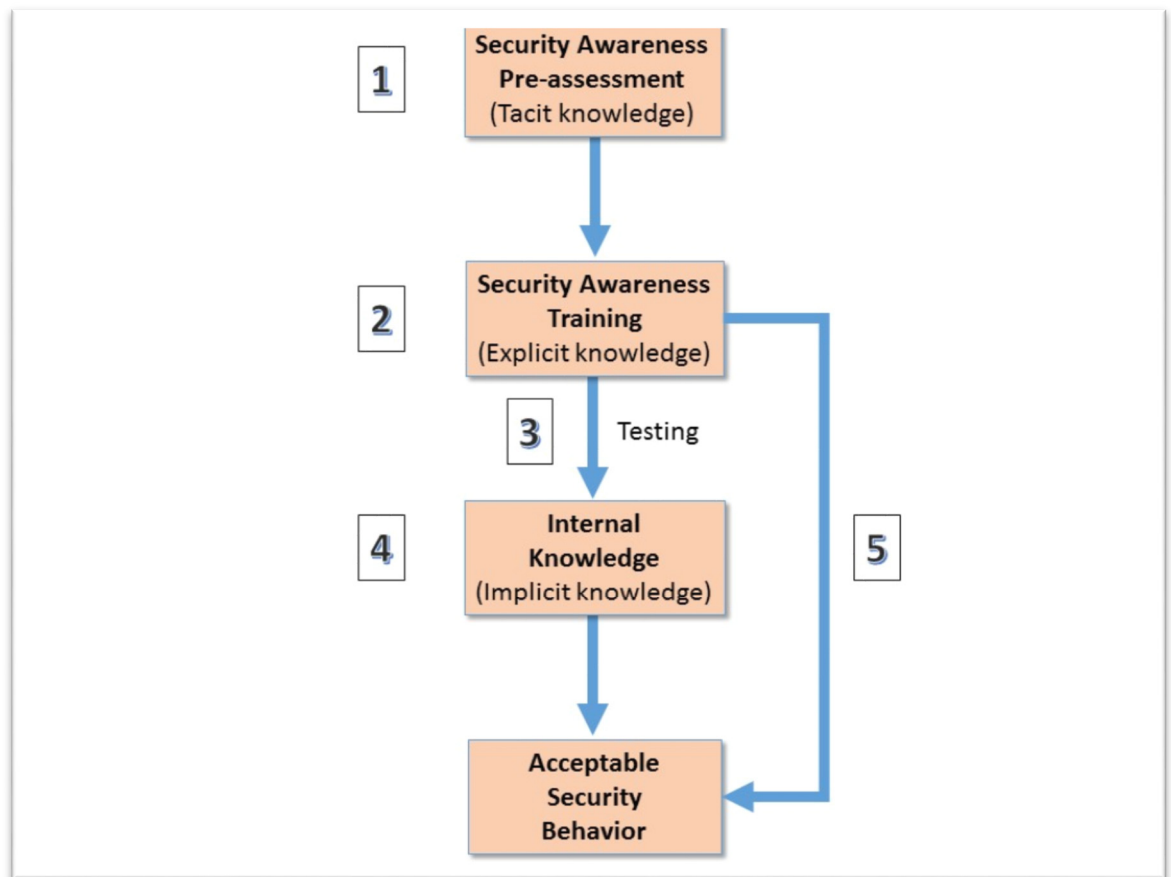 1
Security Awareness
Pre-assessment
(Tacit knowledge)
2
Security Awareness
Training
(Explicit knowledge)
3
Testing
4
Internal
Knowledge
(Implicit knowledge)
5
Acceptable
Security
Behavior